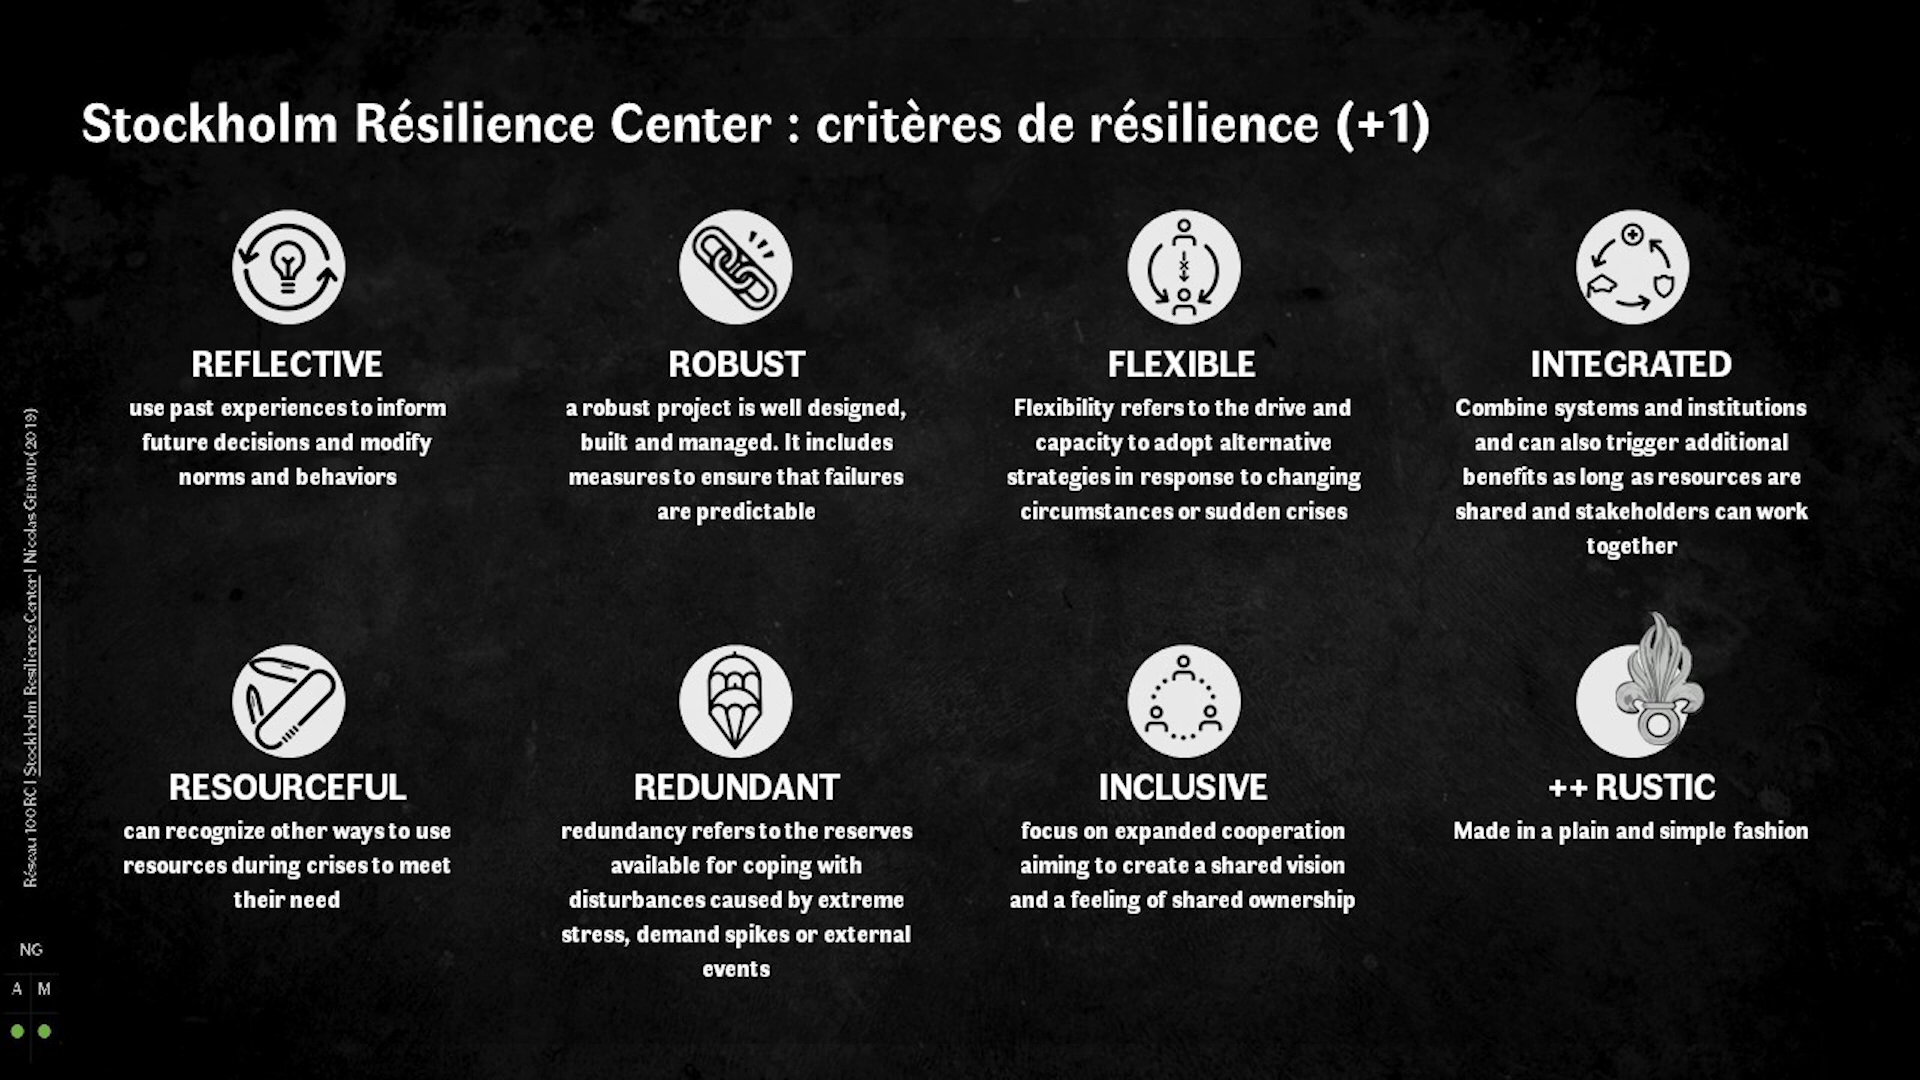 Stockholm Résilience Center : critères de résilience (+1)
REFLECTIVE
use past experiences to inform
future decisions and modify
norms and behaviors
ROBUST
a robust project is well designed,
built and managed. It includes
measures to ensure that failures
are predictable
FLEXIBLE
Flexibility refers to the drive and
capacity to adopt alternative
strategies in response to changing
circumstances or sudden crises
INTEGRATED
Combine systems and institutions
and can also trigger additional
benefits as long as resources are
shared and stakeholders can work
together
RESOURCEFUL
can recognize other ways to use
resources during crises to meet
their need
REDUNDANT
redundancy refers to the reserves
available for coping with
disturbances caused by extreme
stress, demand spikes or external
events
INCLUSIVE
focus on expanded cooperation
aiming to create a shared vision
and a feeling of shared ownership
++ RUSTIC
Made in a plain and simple fashion
Réseau 100RC | Stockholm Resilience Center | Nicolas GÉRAUD(2019)
NG
A M